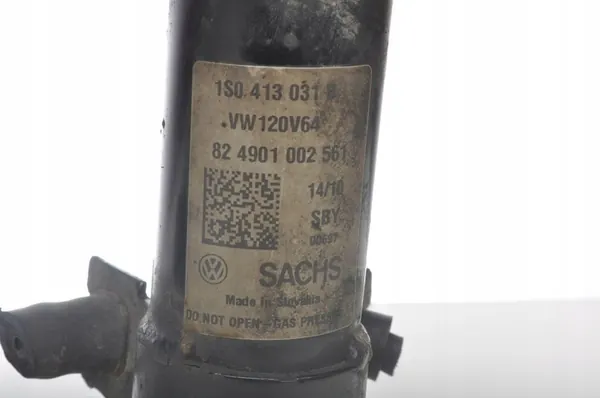 1S0 413 031
VW120V64
82 4901 002 561
14/10
SBY
SACHS
Made in Slovakia
DO NOT OPEN - GAS